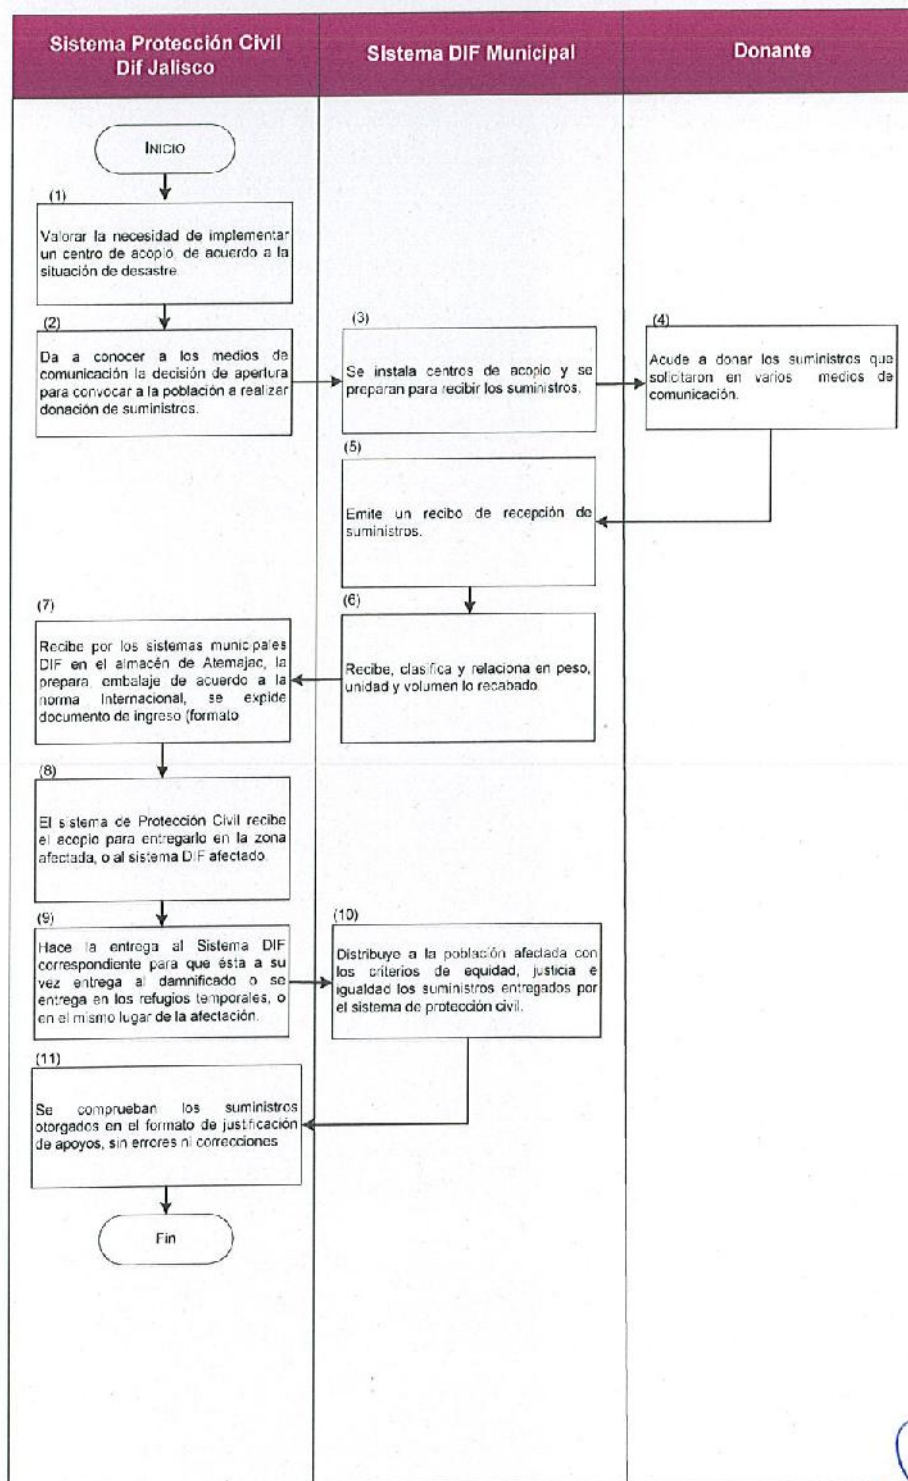 Sistema Protección Civil
Dif Jalisco
Sistema DIF Municipal
Donante
INICIO
(1)
Valorar la necesidad de implementar
un centro de acopio, de acuerdo a la
situación de desastre.
(2)
Da a conocer a los medios de
comunicación la decisión de apertura
para convocar a la población a realizar
donación de suministros.
(3)
Se instala centros de acopio y se
preparan para recibir los suministros.
(4)
Acude a donar los suministros que
solicitaron en varios medios de
comunicación.
(5)
Emite un recibo de recepción de
suministros.
(6)
Recibe, clasifica y relaciona en peso,
unidad y volumen lo recabado
(7)
Recibe por los sistemas municipales
DIF en el almacén de Atemajac, la
prepara, embalaje de acuerdo a la
norma Internacional, se expide
documento de ingreso (formato
(8)
El sistema de Protección Civil recibe
el acopio para entregarlo en la zona
afectada, o al sistema DIF afectado.
(9)
Hace la entrega al Sistema DIF
correspondiente para que ésta a su
vez entrega al damnificado o se
entrega en los refugios temporales, o
en el mismo lugar de la afectación.
(10)
Distribuye a la población afectada con
los criterios de equidad, justicia e
igualdad los suministros entregados por
el sistema de protección civil.
(11)
Se comprueban los suministros
otorgados en el formato de justificación
de apoyos, sin errores ni correcciones
Fin